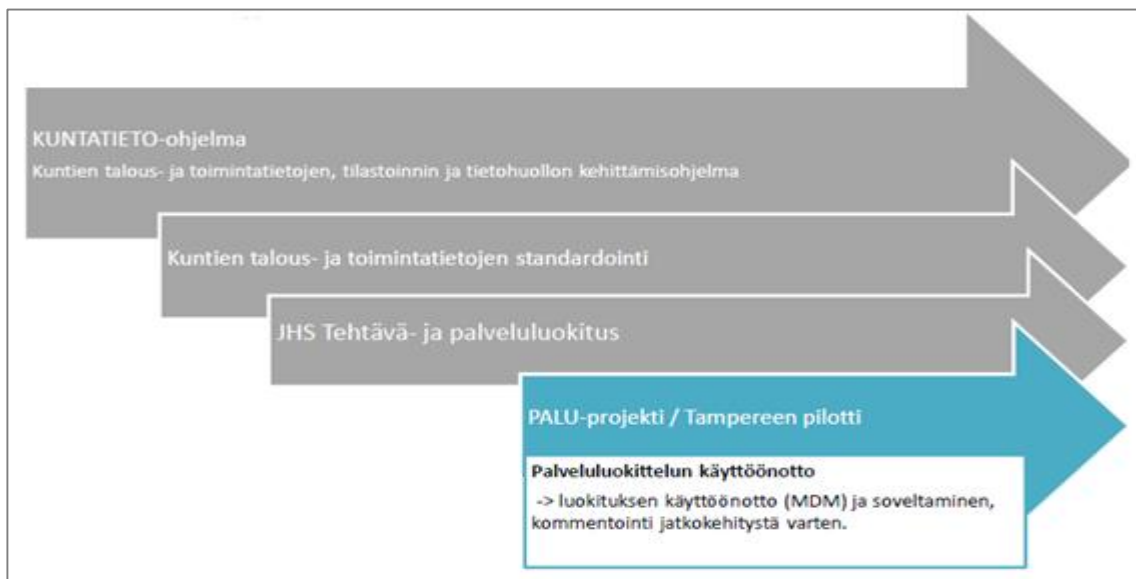 KUNTATIETO-ohjelma
Kuntien talous- ja toimintatietojen, tilastoinnin ja tietohuollon kehittämisohjelma
Kuntien talous- ja toimintatietojen standardointi
JHS Tehtävä- ja palveluluokitus
PALU-projekti / Tampereen pilotti
Palveluluokittelun käyttöönotto
-> luokituksen käyttöönotto (MDM) ja soveltaminen,
kommentointi jatkokehitystä varten.